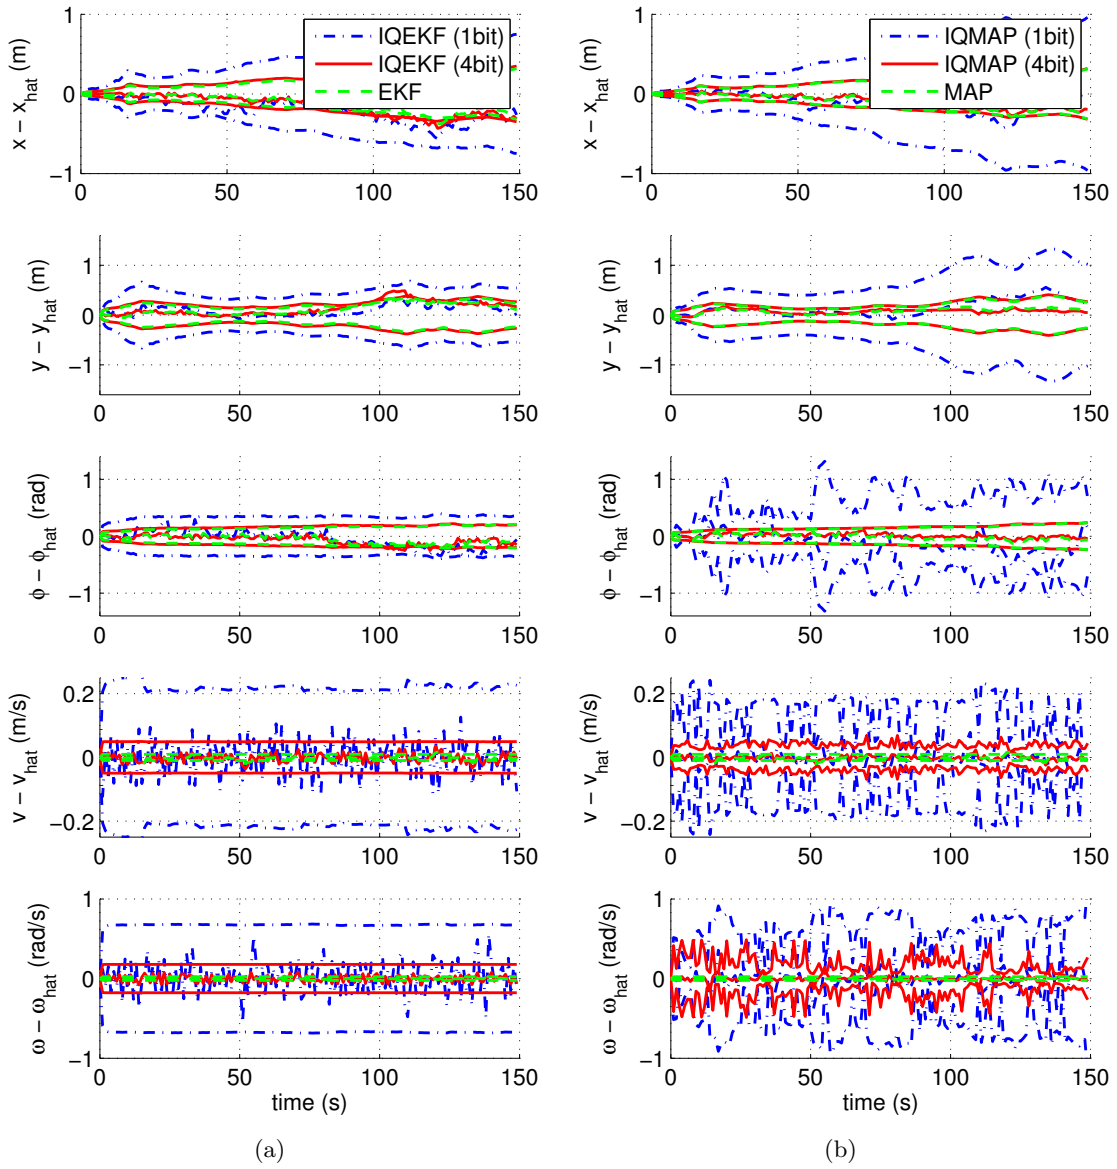 1
0
−1
x − x_hat (m)
0 50 100 150
IQEKF (1bit)
IQEKF (4bit)
EKF
1
0
−1
x − x_hat (m)
0 50 100 150
IQMAP (1bit)
IQMAP (4bit)
MAP
1
0
−1
y − y_hat (m)
0 50 100 150
1
0
−1
y − y_hat (m)
0 50 100 150
1
0
−1
ϕ − ϕ_hat (rad)
0 50 100 150
1
0
−1
ϕ − ϕ_hat (rad)
0 50 100 150
0.2
0
−0.2
v − v_hat (m/s)
0 50 100 150
0.2
0
−0.2
v − v_hat (m/s)
0 50 100 150
1
0
−1
ω − ω_hat (rad/s)
0 50 100 150
time (s)
1
0
−1
ω − ω_hat (rad/s)
0 50 100 150
time (s)
(a)
(b)